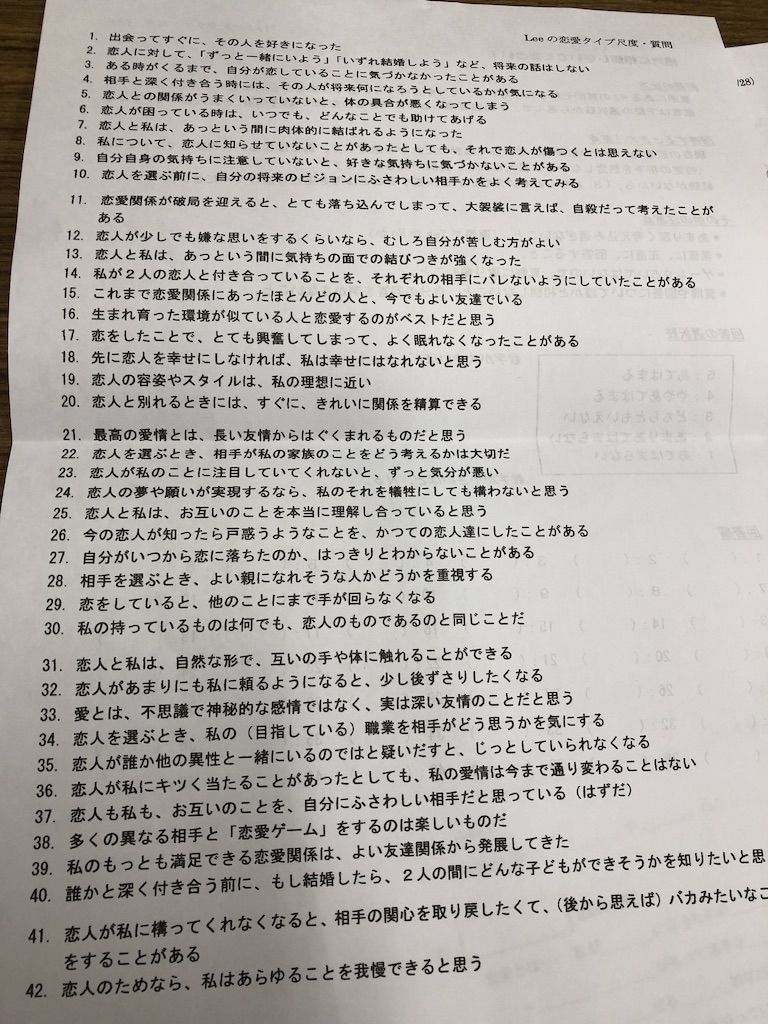 Leeの恋愛タイプ尺度・質問
1. 出会ってすぐに、その人を好きになった
2. 恋人に対して、「ずっと一緒にいよう」「いずれ結婚しよう」など、将来の話はしない
3. ある時がくるまで、自分が恋していることに気づかなかったことがある
4. 相手と深く付き合う時には、その人が将来何になろうとしているかが気になる
5. 恋人との関係がうまくいっていないと、体の具合が悪くなってしまう
6. 恋人が困っている時は、いつでも、どんなことでも助けてあげる
7. 恋人と私は、あっという間に肉体的に結ばれるようになった
8. 私について、恋人に知らせていないことがあったとしても、それで恋人が傷つくとは思えない
9. 自分自身の気持ちに注意していないと、好きな気持ちに気づかないことがある
10. 恋人を選ぶ前に、自分の将来のビジョンにふさわしい相手かをよく考えてみる
11. 恋愛関係が破局を迎えると、とても落ち込んでしまって、大袈裟に言えば、自殺だって考えたことが
ある
12. 恋人が少しでも嫌な思いをするくらいなら、むしろ自分が苦しむ方がよい
13. 恋人と私は、あっという間に気持ちの面での結びつきが強くなった
14. 私が2人の恋人と付き合っていることを、それぞれの相手にバレないようにしていたことがある
15. これまで恋愛関係にあったほとんどの人と、今でもよい友達でいる
16. 生まれ育った環境が似ている人と恋愛するのがベストだと思う
17. 恋をしたことで、とても興奮してしまって、よく眠れなくなったことがある
18. 先に恋人を幸せにしなければ、私は幸せにはなれないと思う
19. 恋人の容姿やスタイルは、私の理想に近い
20. 恋人と別れるときには、すぐに、きれいに関係を精算できる
21. 最高の愛情とは、長い友情からはぐくまれるものだと思う
22. 恋人を選ぶとき、相手が私の家族のことをどう考えるかは大切だ
23. 恋人が私のことに注目していてくれないと、ずっと気分が悪い
24. 恋人の夢や願いが実現するなら、私のそれを犠牲にしても構わないと思う
25. 恋人と私は、お互いのことを本当に理解し合っていると思う
26. 今の恋人が知ったら戸惑うようなことを、かつての恋人達にしたことがある
27. 自分がいつから恋に落ちたのか、はっきりとわからないことがある
28. 相手を選ぶとき、よい親になれそうな人かどうかを重視する
29. 恋をしていると、他のことにまで手が回らなくなる
30. 私の持っているものは何でも、恋人のものであるのと同じことだ
31. 恋人と私は、自然な形で、互いの手や体に触れることができる
32. 恋人があまりにも私に頼るようになると、少し後ずさりしたくなる
33. 愛とは、不思議で神秘的な感情ではなく、実は深い友情のことだと思う
34. 恋人を選ぶとき、私の（目指している）職業を相手がどう思うかを気にする
35. 恋人が誰か他の異性と一緒にいるのではと疑いだすと、じっとしていられなくなる
36. 恋人が私にキツく当たることがあったとしても、私の愛情は今まで通り変わることはない
37. 恋人も私も、お互いのことを、自分にふさわしい相手だと思っている（はずだ）
38. 多くの異なる相手と「恋愛ゲーム」をするのは楽しいものだ
39. 私のもっとも満足できる恋愛関係は、よい友達関係から発展してきた
40. 誰かと深く付き合う前に、もし結婚したら、2人の間にどんな子どもができそうかを知りたいと思
41. 恋人が私に構ってくれなくなると、相手の関心を取り戻したくて、（後から思えば）バカみたいなこ
をすることがある
42. 恋人のためなら、私はあらゆることを我慢できると思う
/28)